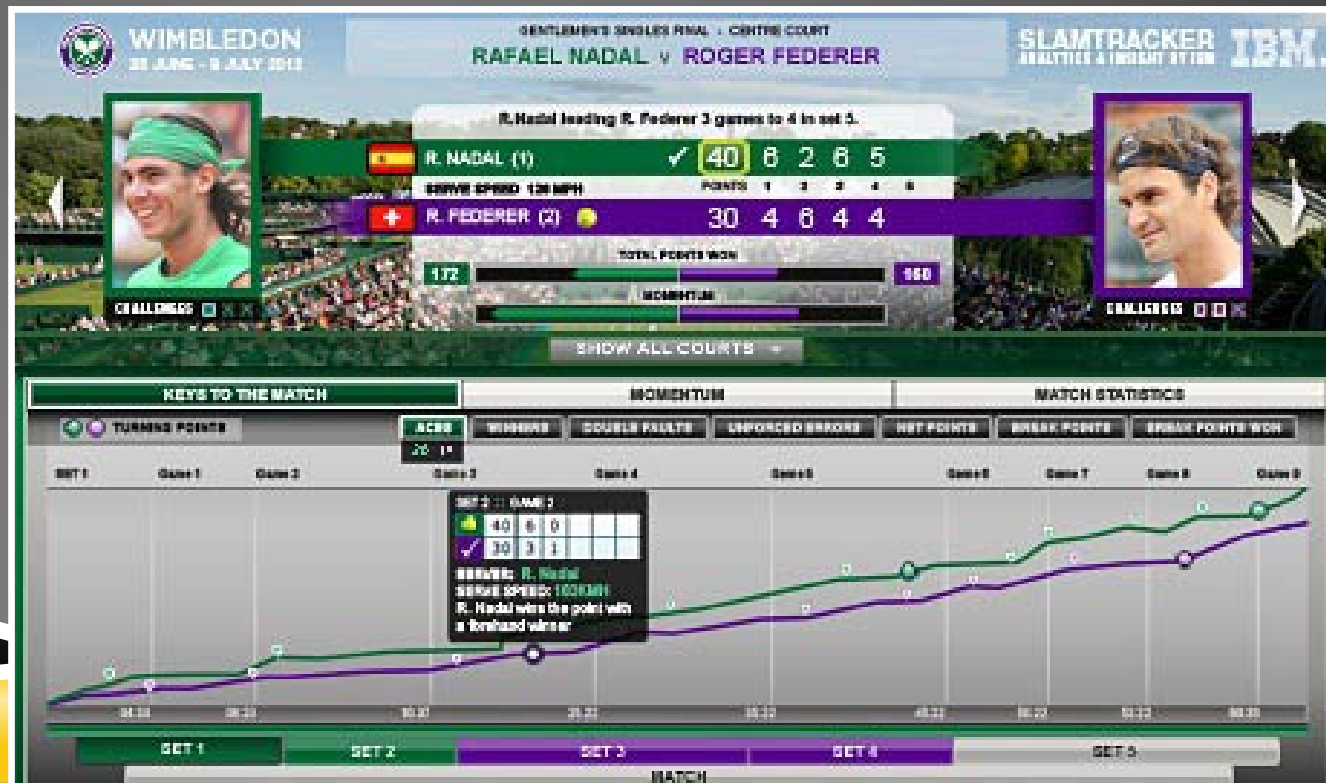 WIMBLEDON
GENTLEMEN'S SINGLES FINAL - CENTRE COURT
RAFAEL NADAL v ROGER FEDERER
SLAMTRACKER
ANALYTICS & INSIGHT BY IBM
IBM.
R. Nadal leading R. Federer 3 games to 4 in set 5.
R. NADAL (1) ✓ 40 6 2 6 5
SERVE SPEED POINTS 1 2 3 4 5
R. FEDERER (2) 30 4 6 4 4
TOTAL POINTS WON
172
MOMENTUM
CHALLENGES
CHALLENGES
SHOW ALL COURTS
KEYS TO THE MATCH MOMENTUM MATCH STATISTICS
TURNING POINTS ACES WINNERS DOUBLE FAULTS UNFORCED ERRORS NET POINTS BREAK POINTS BREAK POINTS WON
SET 1 Game 1 Game 2 Game 3 Game 4 Game 5 Game 6 Game 7 Game 8 Game 9
40 6 0
30 3 1
SERVER: R. Nadal
SERVE SPEED:
R. Nadal wins the point with
a forehand winner
SET 1 SET 2 SET 3 SET 4 SET 5
MATCH